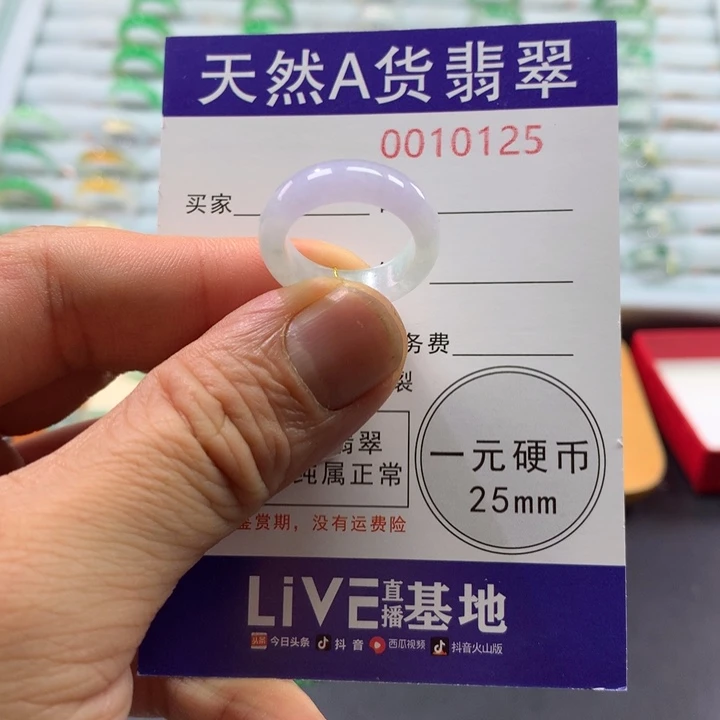 天然A货翡翠
0010125
买家
务费
裂
翡翠
一元硬币
纯属正常
25mm
鉴赏期，没有运费险
LiVE直播基地
今日头条 抖音 西瓜视频 抖音火山版